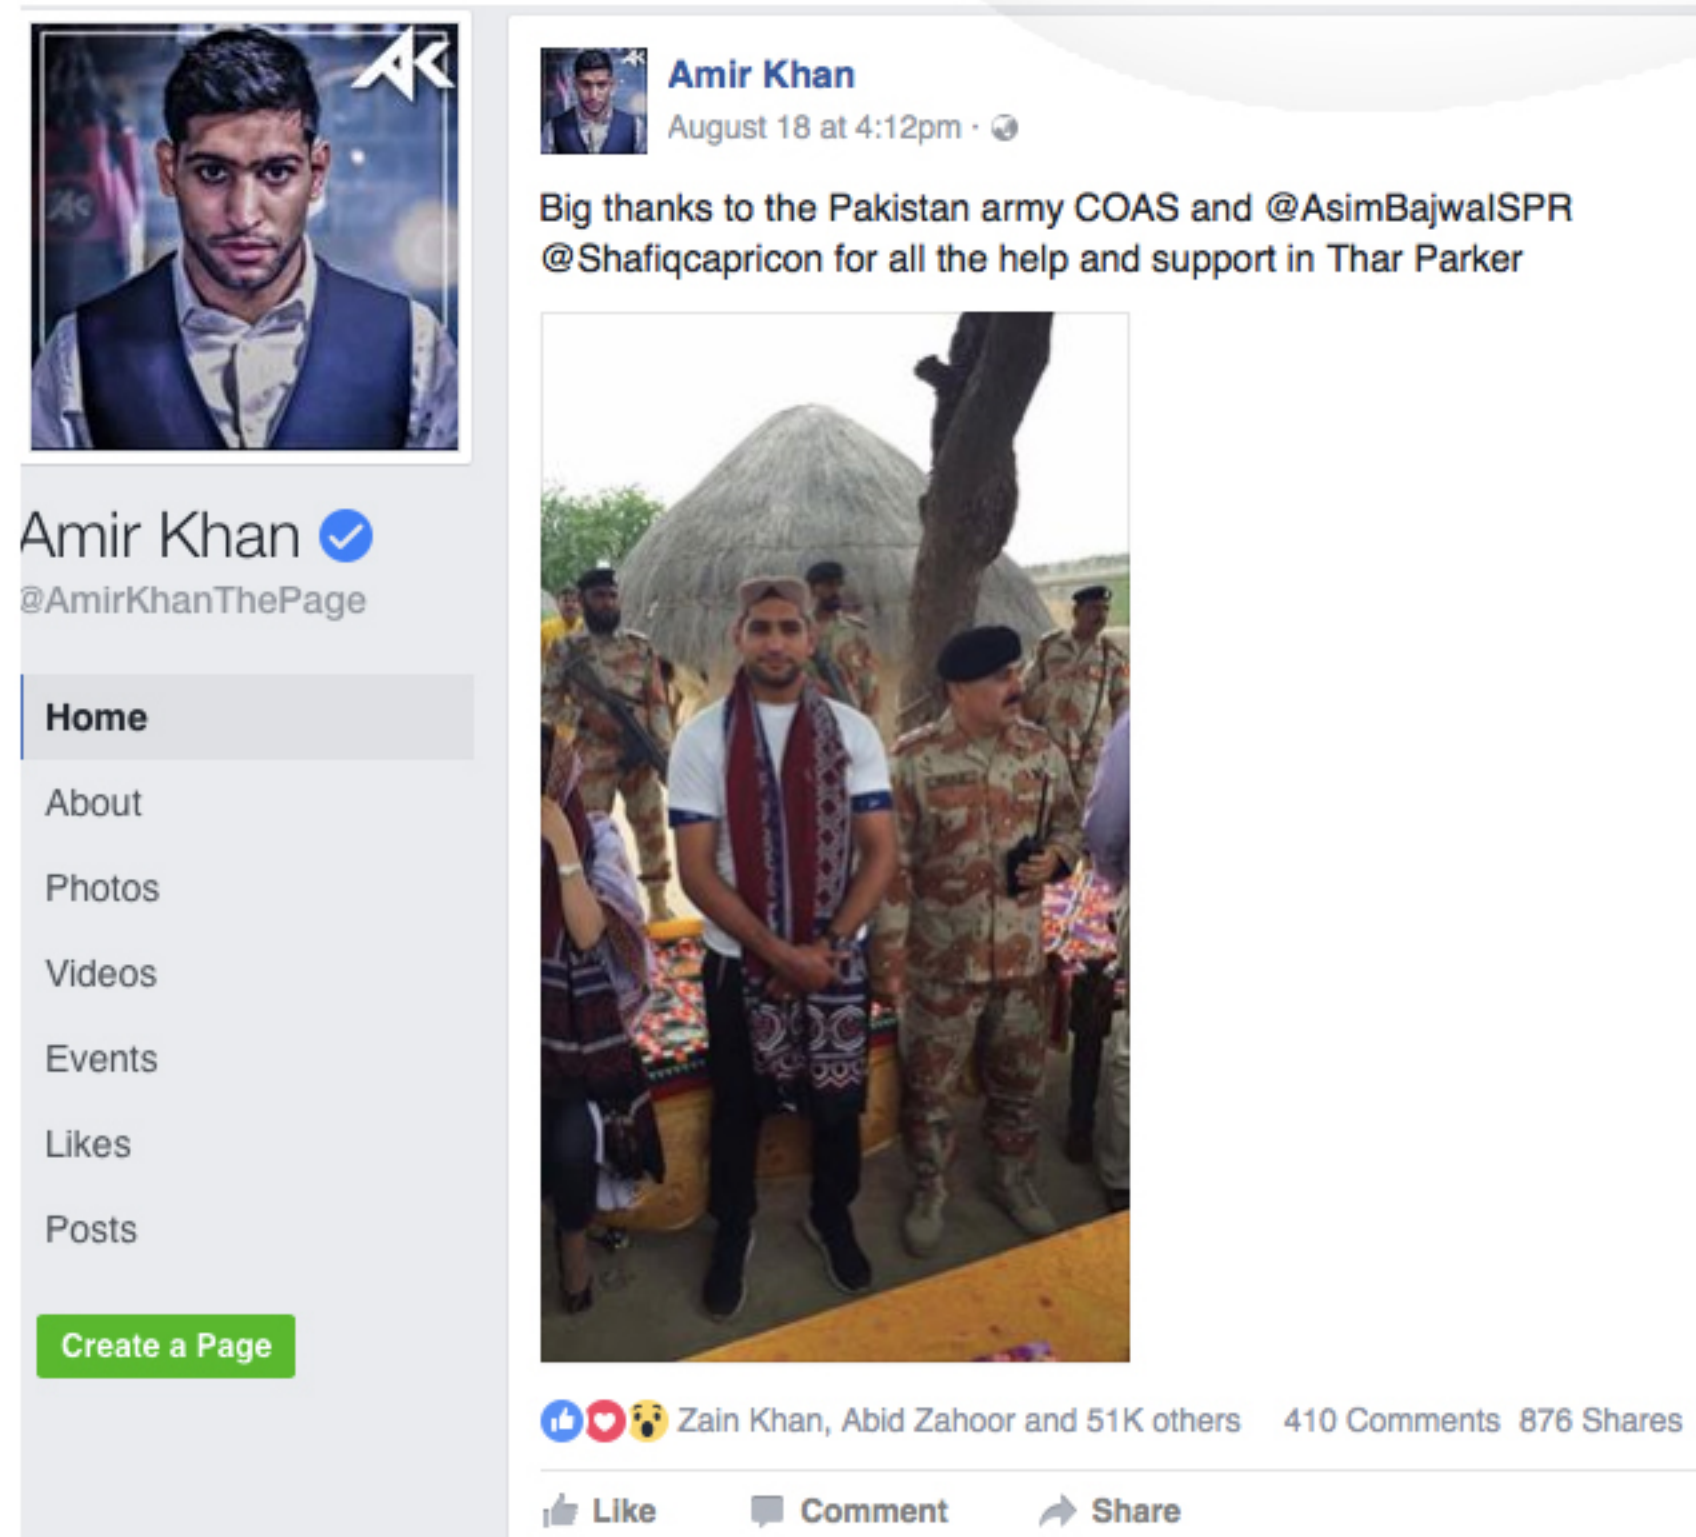 AK
Amir Khan
@AmirKhanThePage
Home
About
Photos
Videos
Events
Likes
Posts
Create a Page
AK
Amir Khan
August 18 at 4:12pm ·
Big thanks to the Pakistan army COAS and @AsimBajwaISPR
@Shafiqcapricon for all the help and support in Thar Parker
Zain Khan, Abid Zahoor and 51K others 410 Comments 876 Shares
Like Comment Share